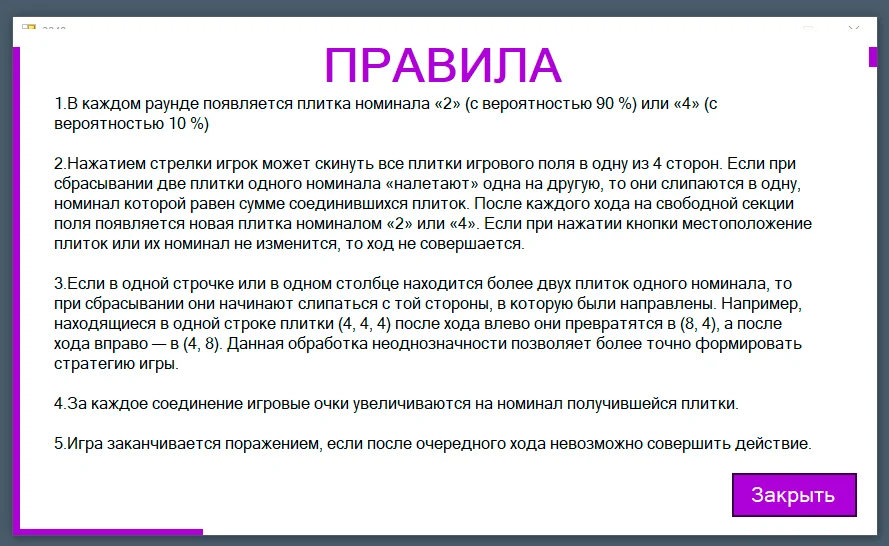 ПРАВИЛА
1.В каждом раунде появляется плитка номинала «2» (с вероятностью 90 %) или «4» (с
вероятностью 10 %)
2.Нажатием стрелки игрок может скинуть все плитки игрового поля в одну из 4 сторон. Если при
сбрасывании две плитки одного номинала «налетают» одна на другую, то они слипаются в одну,
номинал которой равен сумме соединившихся плиток. После каждого хода на свободной секции
поля появляется новая плитка номиналом «2» или «4». Если при нажатии кнопки местоположение
плиток или их номинал не изменится, то ход не совершается.
3.Если в одной строчке или в одном столбце находится более двух плиток одного номинала, то
при сбрасывании они начинают слипаться с той стороны, в которую были направлены. Например,
находящиеся в одной строке плитки (4, 4, 4) после хода влево они превратятся в (8, 4), а после
хода вправо — в (4, 8). Данная обработка неоднозначности позволяет более точно формировать
стратегию игры.
4.За каждое соединение игровые очки увеличиваются на номинал получившейся плитки.
5.Игра заканчивается поражением, если после очередного хода невозможно совершить действие.
Закрыть